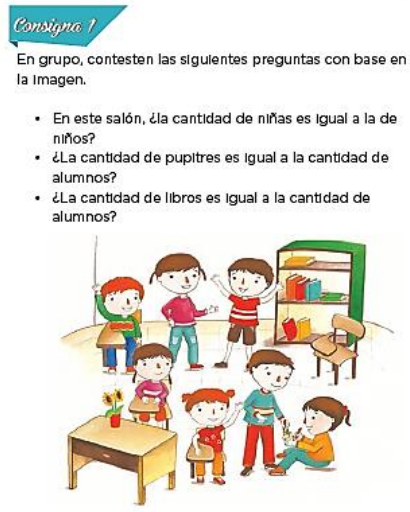 Consigna 1
En grupo, contesten las siguientes preguntas con base en
la imagen.
• En este salón, ¿la cantidad de niñas es igual a la de
niños?
• ¿La cantidad de pupitres es igual a la cantidad de
alumnos?
• ¿La cantidad de libros es igual a la cantidad de
alumnos?